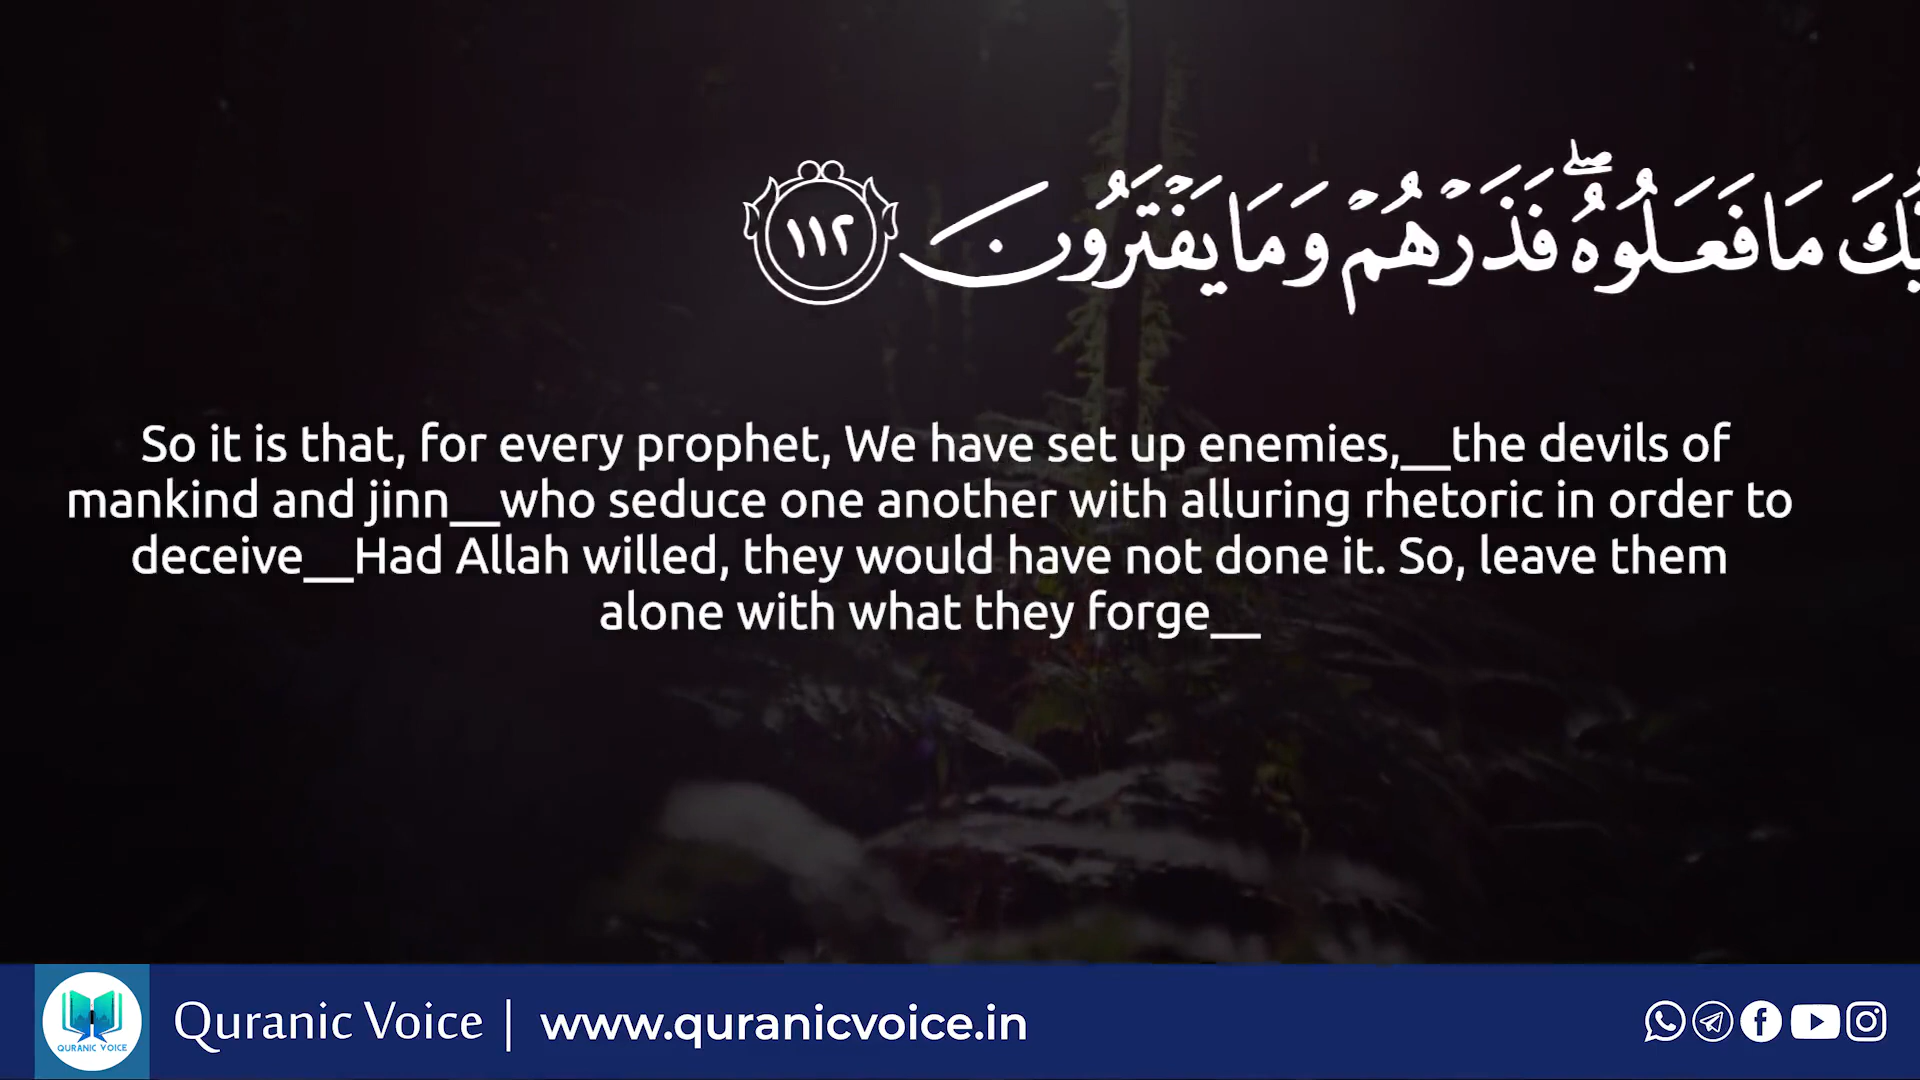 مَا فَعَلُوهُ ۖ فَذَرْهُمْ وَمَا يَفْتَرُونَ ١١٢
So it is that, for every prophet, We have set up enemies,__the devils of
mankind and jinn__who seduce one another with alluring rhetoric in order to
deceive__Had Allah willed, they would have not done it. So, leave them
alone with what they forge__
QURANIC VOICE
Quranic Voice | www.quranicvoice.in